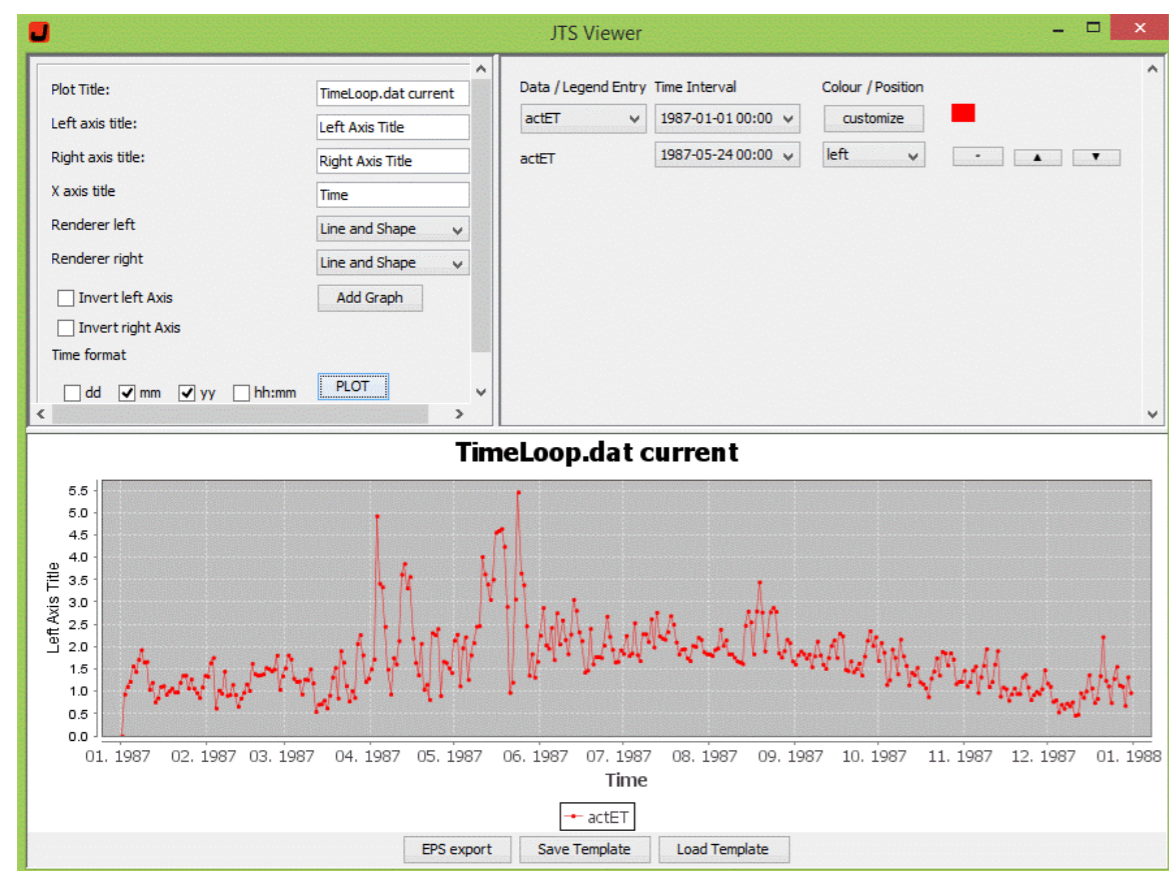 JTS Viewer
Plot Title: TimeLoop.dat current
Left axis title: Left Axis Title
Right axis title: Right Axis Title
X axis title Time
Renderer left Line and Shape
Renderer right Line and Shape
Invert left Axis Add Graph
Invert right Axis
Time format
dd mm yy hh:mm PLOT
Data / Legend Entry Time Interval Colour / Position
actET 1987-01-01 00:00 customize
actET 1987-05-24 00:00 left - ▲ ▼
TimeLoop.dat current
Left Axis Title
5.5
5.0
4.5
4.0
3.5
3.0
2.5
2.0
1.5
1.0
0.5
0.0
01. 1987 02. 1987 03. 1987 04. 1987 05. 1987 06. 1987 07. 1987 08. 1987 09. 1987 10. 1987 11. 1987 12. 1987 01. 1988
Time
actET
EPS export Save Template Load Template